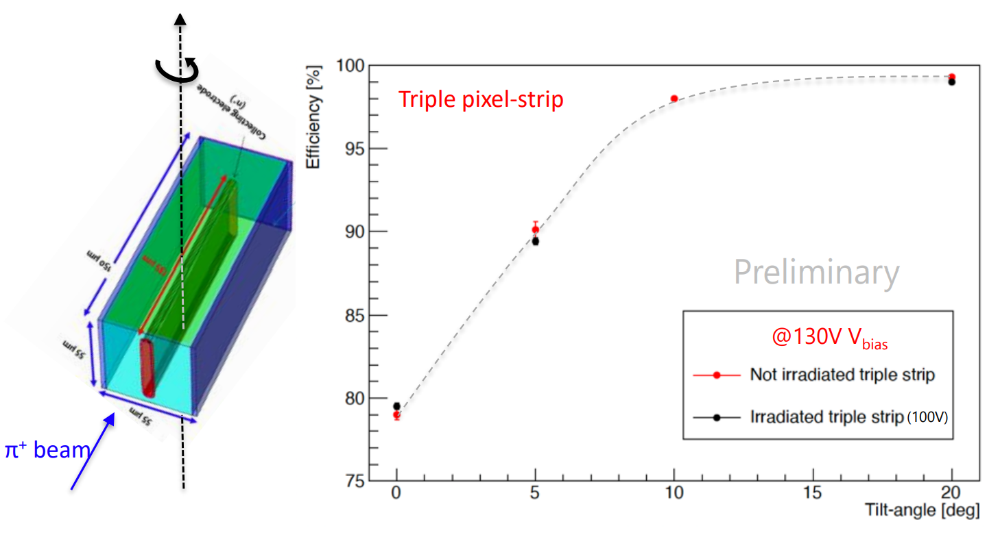 Collecting electrode
(n⁺)
150 µm
135 µm
55 µm
55 µm
π⁺ beam
Efficiency [%]
100
95
90
85
80
75
Triple pixel-strip
Preliminary
@130V Vbias
Not irradiated triple strip
Irradiated triple strip (100V)
0
5
10
15
20
Tilt-angle [deg]